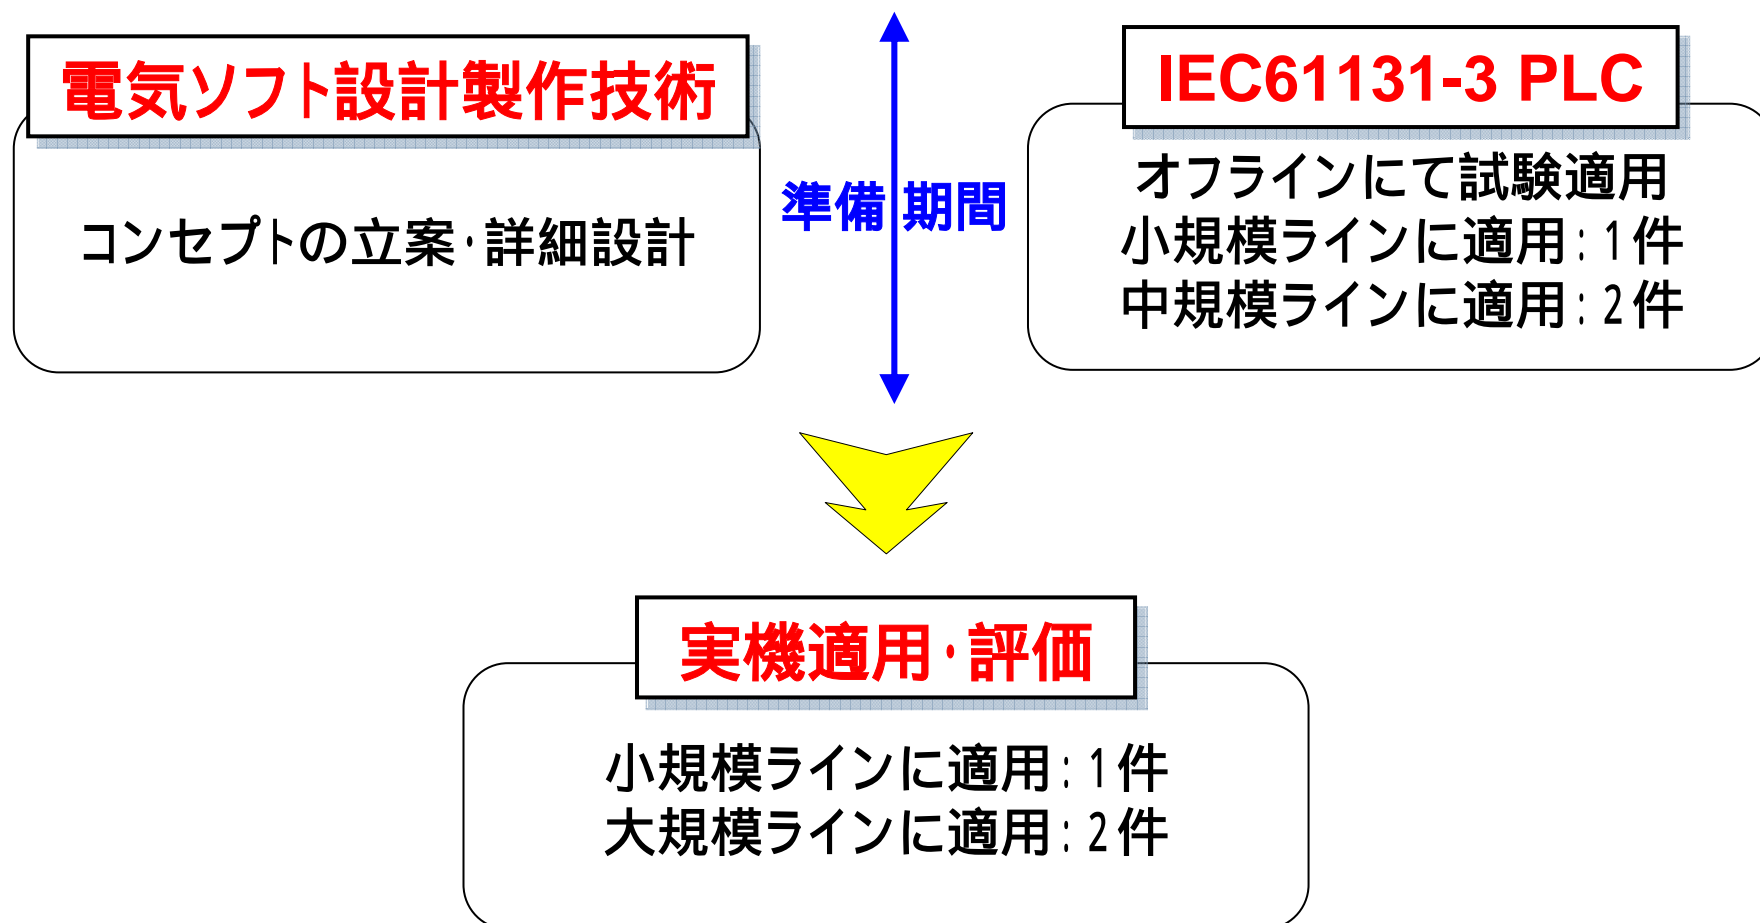 電気ソフト設計製作技術
コンセプトの立案・詳細設計
準備期間
IEC61131-3 PLC
オフラインにて試験適用
小規模ラインに適用：1件
中規模ラインに適用：2件
実機適用・評価
小規模ラインに適用：1件
大規模ラインに適用：2件